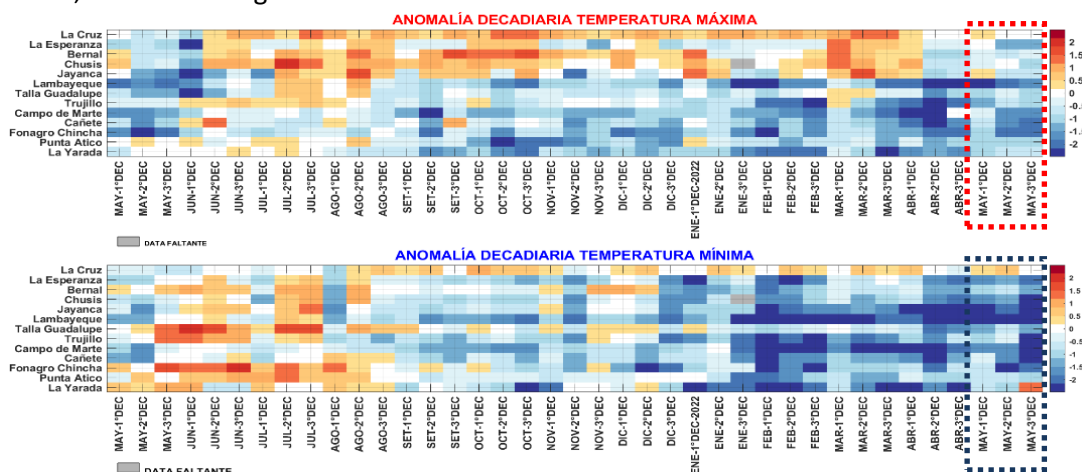 ANOMALÍA DECADIARIA TEMPERATURA MÁXIMA
La Cruz
La Esperanza
Bernal
Chusis
Jayanca
Lambayeque
Talla Guadalupe
Trujillo
Campo de Marte
Cañete
Fonagro Chincha
Punta Atico
La Yarada
2
1.5
1
0.5
0
-0.5
-1
-1.5
-2
MAY-1°DEC
MAY-2°DEC
MAY-3°DEC
JUN-1°DEC
JUN-2°DEC
JUN-3°DEC
JUL-1°DEC
JUL-2°DEC
JUL-3°DEC
AGO-1°DEC
AGO-2°DEC
AGO-3°DEC
SET-1°DEC
SET-2°DEC
SET-3°DEC
OCT-1°DEC
OCT-2°DEC
OCT-3°DEC
NOV-1°DEC
NOV-2°DEC
NOV-3°DEC
DIC-1°DEC
DIC-2°DEC
DIC-3°DEC
ENE-1°DEC-2022
ENE-2°DEC
ENE-3°DEC
FEB-1°DEC
FEB-2°DEC
FEB-3°DEC
MAR-1°DEC
MAR-2°DEC
MAR-3°DEC
ABR-1°DEC
ABR-2°DEC
ABR-3°DEC
MAY-1°DEC
MAY-2°DEC
MAY-3°DEC
DATA FALTANTE
ANOMALÍA DECADIARIA TEMPERATURA MÍNIMA
La Cruz
La Esperanza
Bernal
Chusis
Jayanca
Lambayeque
Talla Guadalupe
Trujillo
Campo de Marte
Cañete
Fonagro Chincha
Punta Atico
La Yarada
2
1.5
1
0.5
0
-0.5
-1
-1.5
-2
MAY-1°DEC
MAY-2°DEC
MAY-3°DEC
JUN-1°DEC
JUN-2°DEC
JUN-3°DEC
JUL-1°DEC
JUL-2°DEC
JUL-3°DEC
AGO-1°DEC
AGO-2°DEC
AGO-3°DEC
SET-1°DEC
SET-2°DEC
SET-3°DEC
OCT-1°DEC
OCT-2°DEC
OCT-3°DEC
NOV-1°DEC
NOV-2°DEC
NOV-3°DEC
DIC-1°DEC
DIC-2°DEC
DIC-3°DEC
ENE-1°DEC-2022
ENE-2°DEC
ENE-3°DEC
FEB-1°DEC
FEB-2°DEC
FEB-3°DEC
MAR-1°DEC
MAR-2°DEC
MAR-3°DEC
ABR-1°DEC
ABR-2°DEC
ABR-3°DEC
MAY-1°DEC
MAY-2°DEC
MAY-3°DEC
DATA FALTANTE